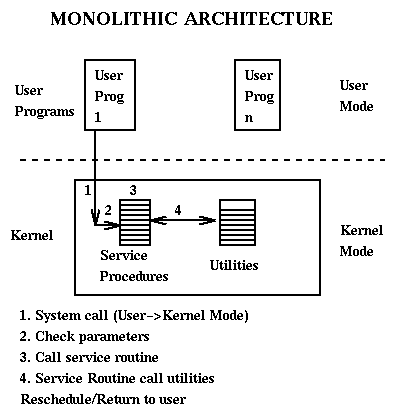 MONOLITHIC ARCHITECTURE
User
Programs
User
Prog
1
User
Prog
n
User
Mode
1
3
2
4
Kernel
Service
Procedures
Utilities
Kernel
Mode
1. System call (User->Kernel Mode)
2. Check parameters
3. Call service routine
4. Service Routine call utilities
Reschedule/Return to user